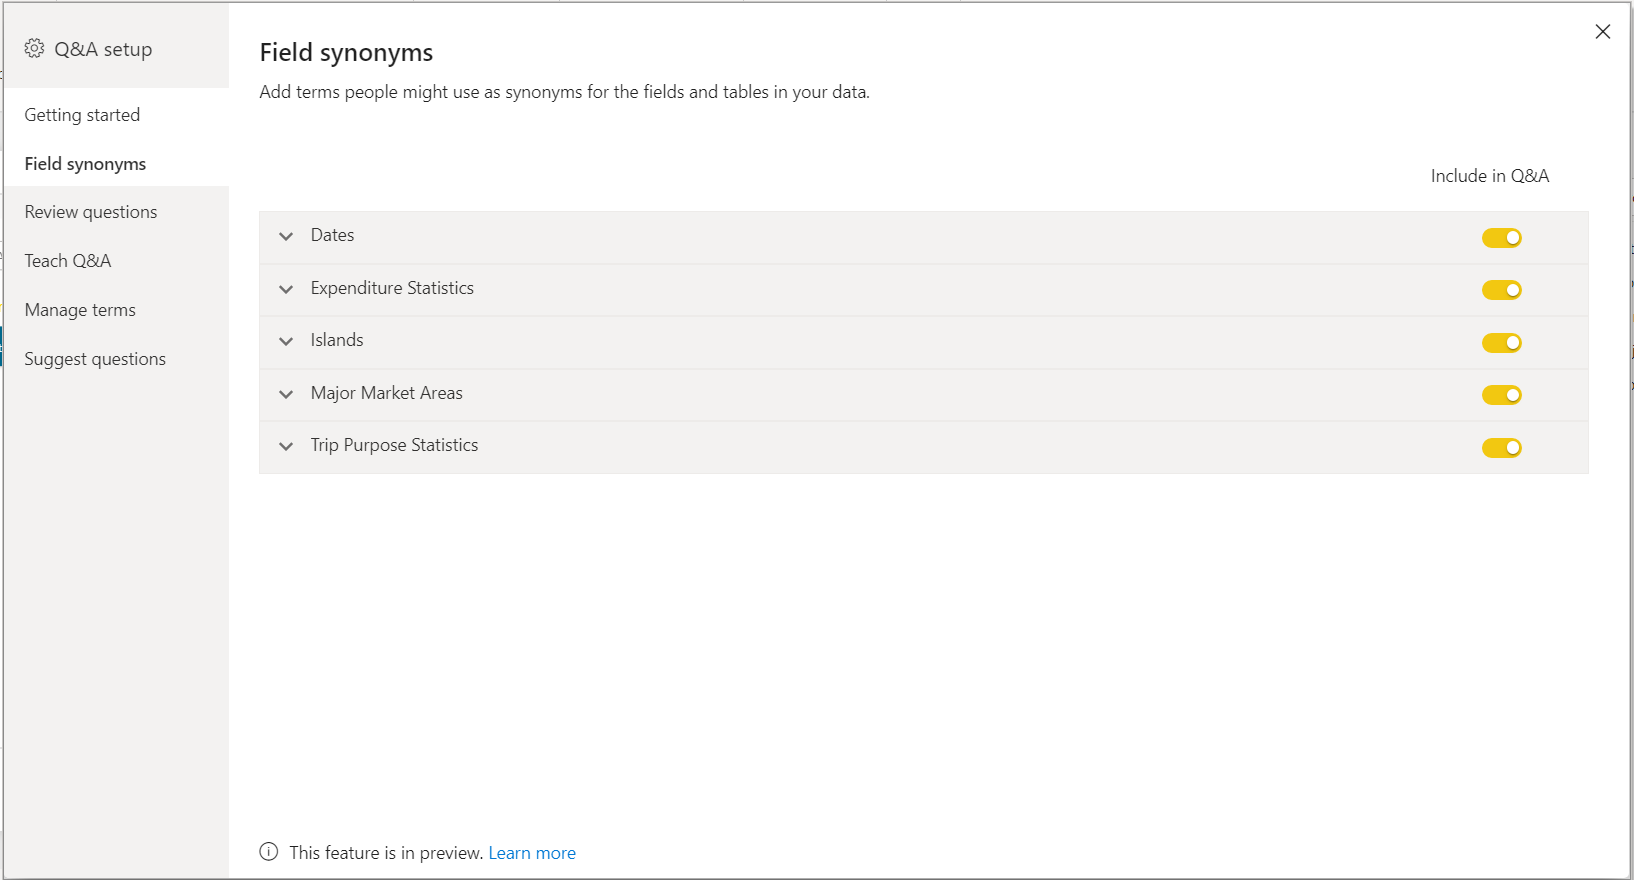 Q&A setup
Getting started
Field synonyms
Review questions
Teach Q&A
Manage terms
Suggest questions
Field synonyms
Add terms people might use as synonyms for the fields and tables in your data.
Include in Q&A
Dates
Expenditure Statistics
Islands
Major Market Areas
Trip Purpose Statistics
This feature is in preview. Learn more